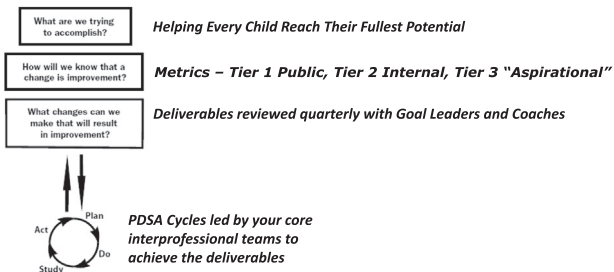 What are we trying
to accomplish?
Helping Every Child Reach Their Fullest Potential
How will we know that a
change is improvement?
Metrics – Tier 1 Public, Tier 2 Internal, Tier 3 “Aspirational”
What changes can we
make that will result
in improvement?
Deliverables reviewed quarterly with Goal Leaders and Coaches
Plan
Act
Do
Study
PDSA Cycles led by your core
interprofessional teams to
achieve the deliverables